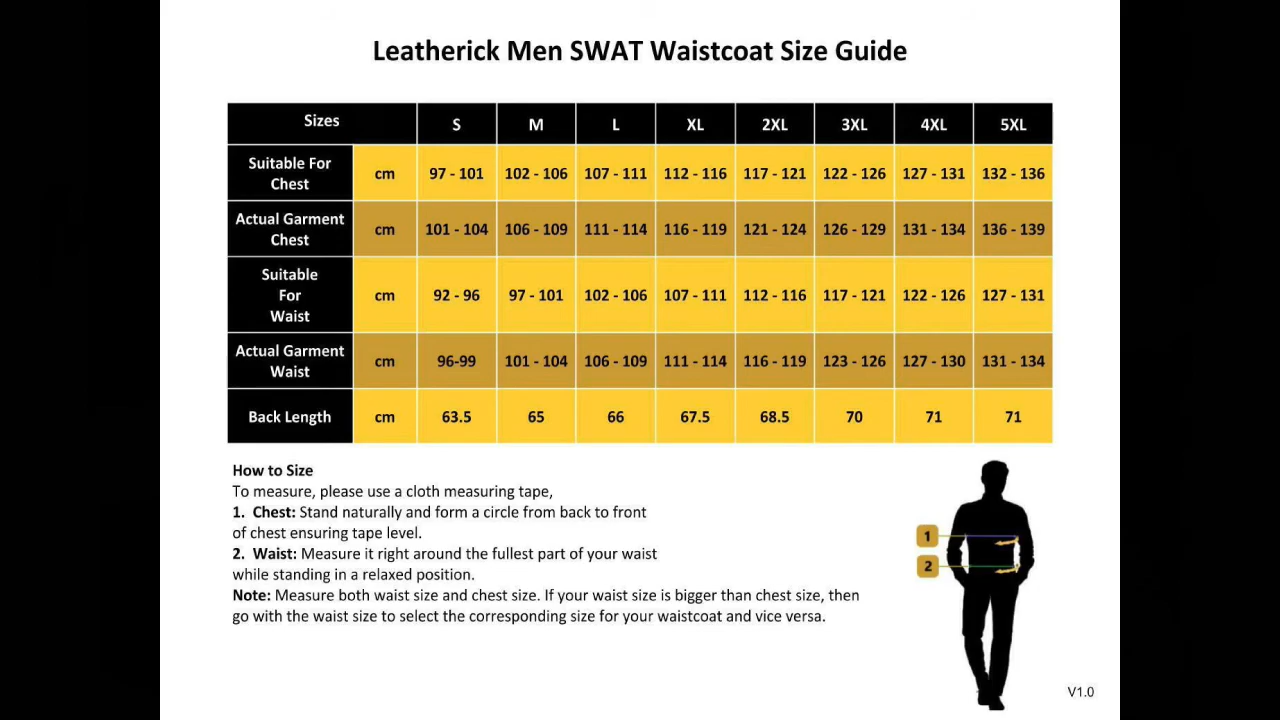 Leatherick Men SWAT Waistcoat Size Guide
Sizes S M L XL 2XL 3XL 4XL 5XL
Suitable For
Chest
cm 97 - 101 102 - 106 107 - 111 112 - 116 117 - 121 122 - 126 127 - 131 132 - 136
Actual Garment
Chest
cm 101 - 104 106 - 109 111 - 114 116 - 119 121 - 124 126 - 129 131 - 134 136 - 139
Suitable
For
Waist
cm 92 - 96 97 - 101 102 - 106 107 - 111 112 - 116 117 - 121 122 - 126 127 - 131
Actual Garment
Waist
cm 96-99 101 - 104 106 - 109 111 - 114 116 - 119 123 - 126 127 - 130 131 - 134
Back Length cm 63.5 65 66 67.5 68.5 70 71 71
How to Size
To measure, please use a cloth measuring tape,
1. Chest: Stand naturally and form a circle from back to front
of chest ensuring tape level.
2. Waist: Measure it right around the fullest part of your waist
while standing in a relaxed position.
Note: Measure both waist size and chest size. If your waist size is bigger than chest size, then
go with the waist size to select the corresponding size for your waistcoat and vice versa.
1
2
V1.0